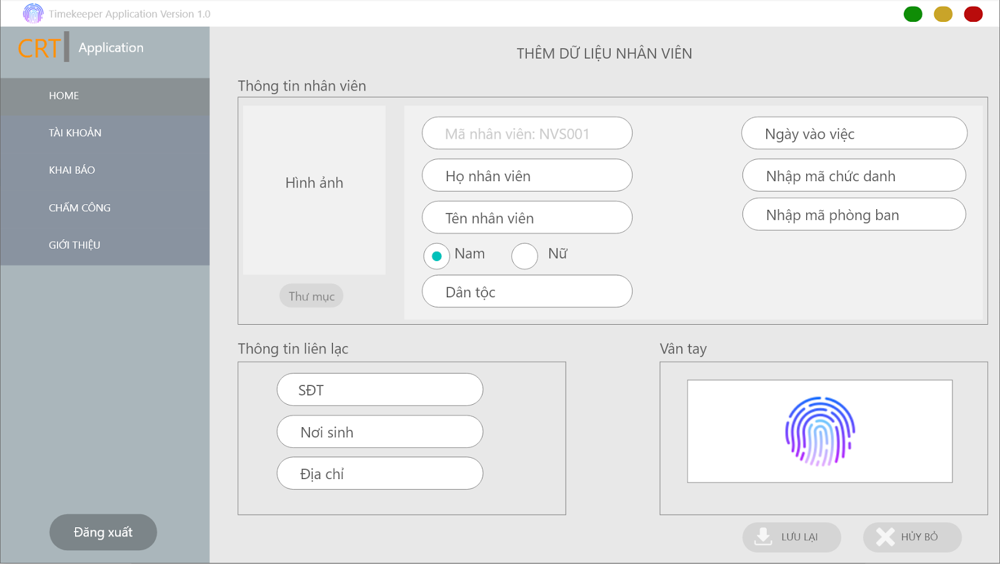 Timekeeper Application Version 1.0
CRT Application
HOME
TÀI KHOẢN
KHAI BÁO
CHẤM CÔNG
GIỚI THIỆU
Đăng xuất
THÊM DỮ LIỆU NHÂN VIÊN
Thông tin nhân viên
Hình ảnh
Thư mục
Mã nhân viên: NVS001
Họ nhân viên
Tên nhân viên
Nam Nữ
Dân tộc
Ngày vào việc
Nhập mã chức danh
Nhập mã phòng ban
Thông tin liên lạc
SĐT
Nơi sinh
Địa chỉ
Vân tay
LƯU LẠI
HỦY BỎ